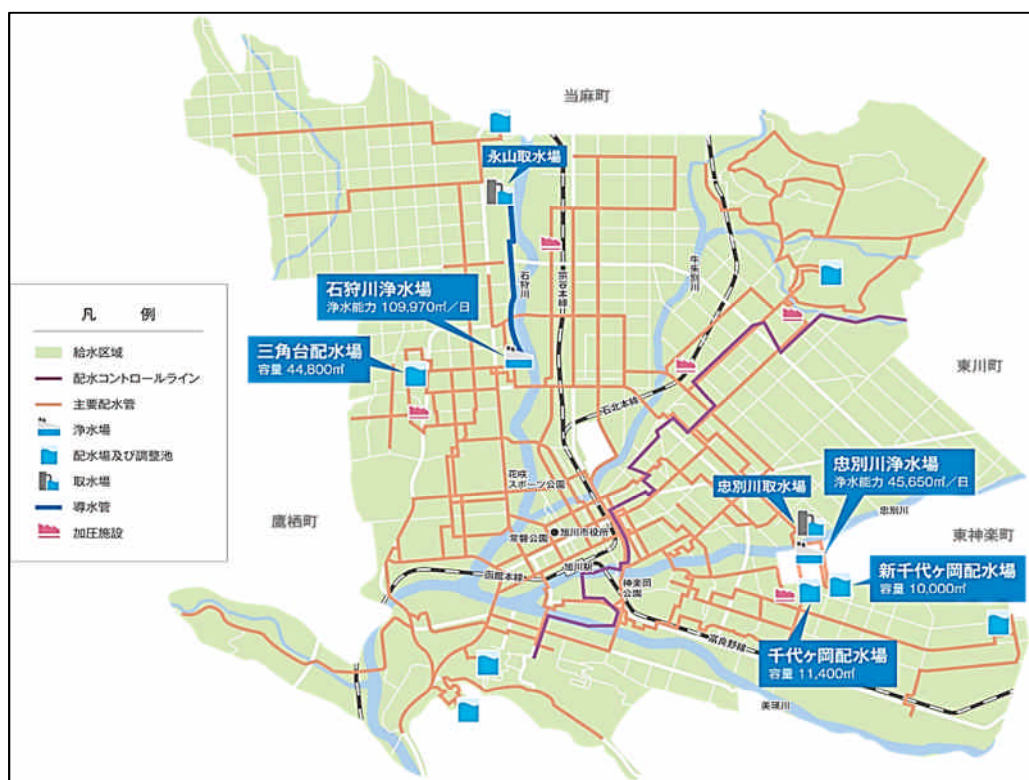 当麻町
永山取水場
石狩川浄水場
浄水能力 109,970㎥／日
三角台配水場
容量 44,800㎥
石狩川
宗谷本線
牛朱別川
石北本線
東川町
凡 例
給水区域
配水コントロールライン
主要配水管
浄水場
配水場及び調整池
取水場
導水管
加圧施設
花咲
スポーツ公園
鷹栖町
常磐公園
旭川市役所
旭川駅
函館本線
神楽岡
公園
忠別川取水場
忠別川浄水場
浄水能力 45,650㎥／日
忠別川
東神楽町
新千代ヶ岡配水場
容量 10,000㎥
千代ヶ岡配水場
容量 11,400㎥
富良野線
美瑛川